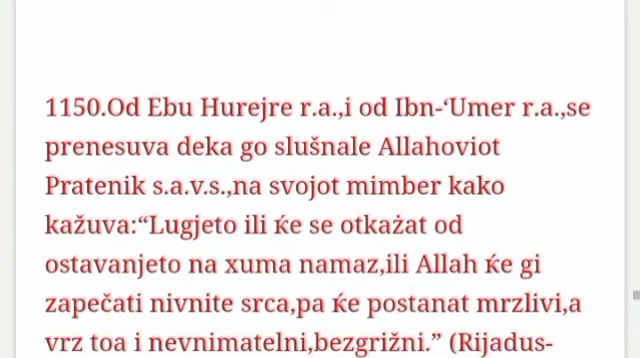 1150.Od Ebu Hurejre r.a.,i od Ibn-‘Umer r.a.,se
prenesuva deka go slušnale Allahoviot
Pratenik s.a.v.s.,na svojot mimber kako
kažuva:“Lugjeto ili ḱe se otkażat od
ostavanjeto na xuma namaz,ili Allah ḱe gi
zapečati nivnite srca,pa ḱe postanat mrzlivi,a
vrz toa i nevnimatelni,bezgrižni.” (Rijadus-